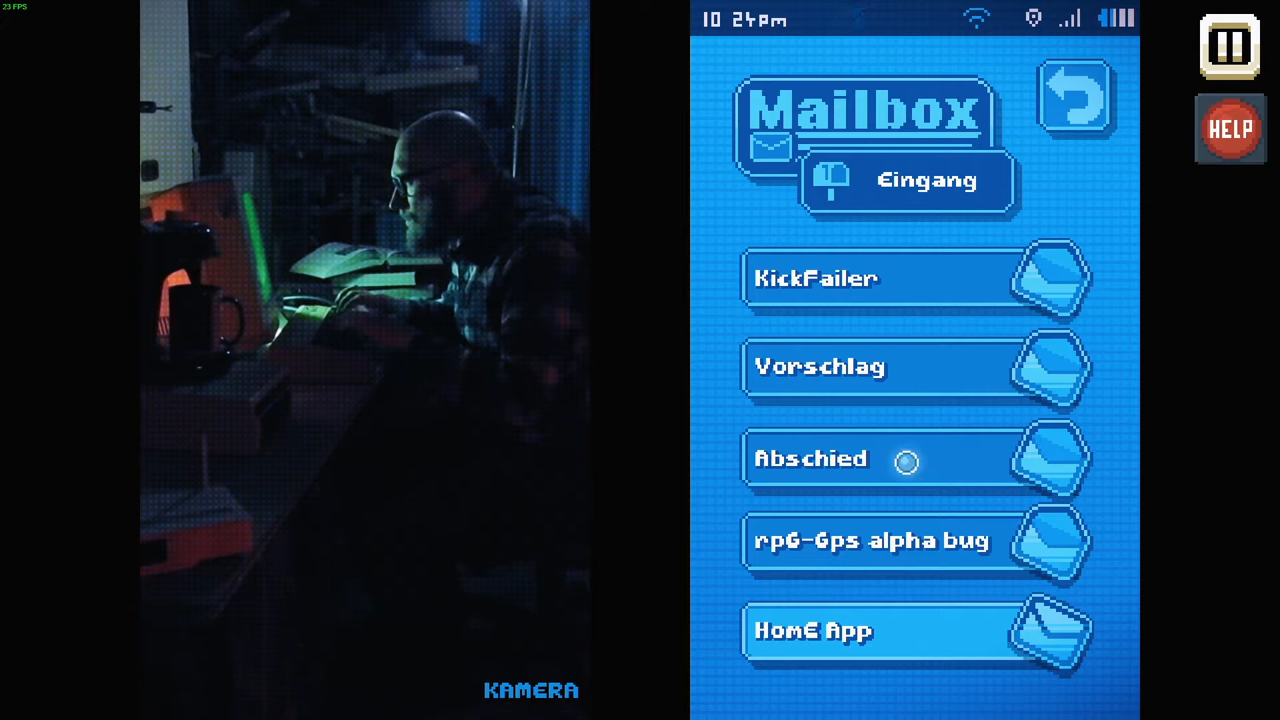 23 FPS
10 24pm
Mailbox
Eingang
KickFailer
Vorschlag
Abschied
rpG-Gps alpha bug
HomE App
KAMERA
HELP